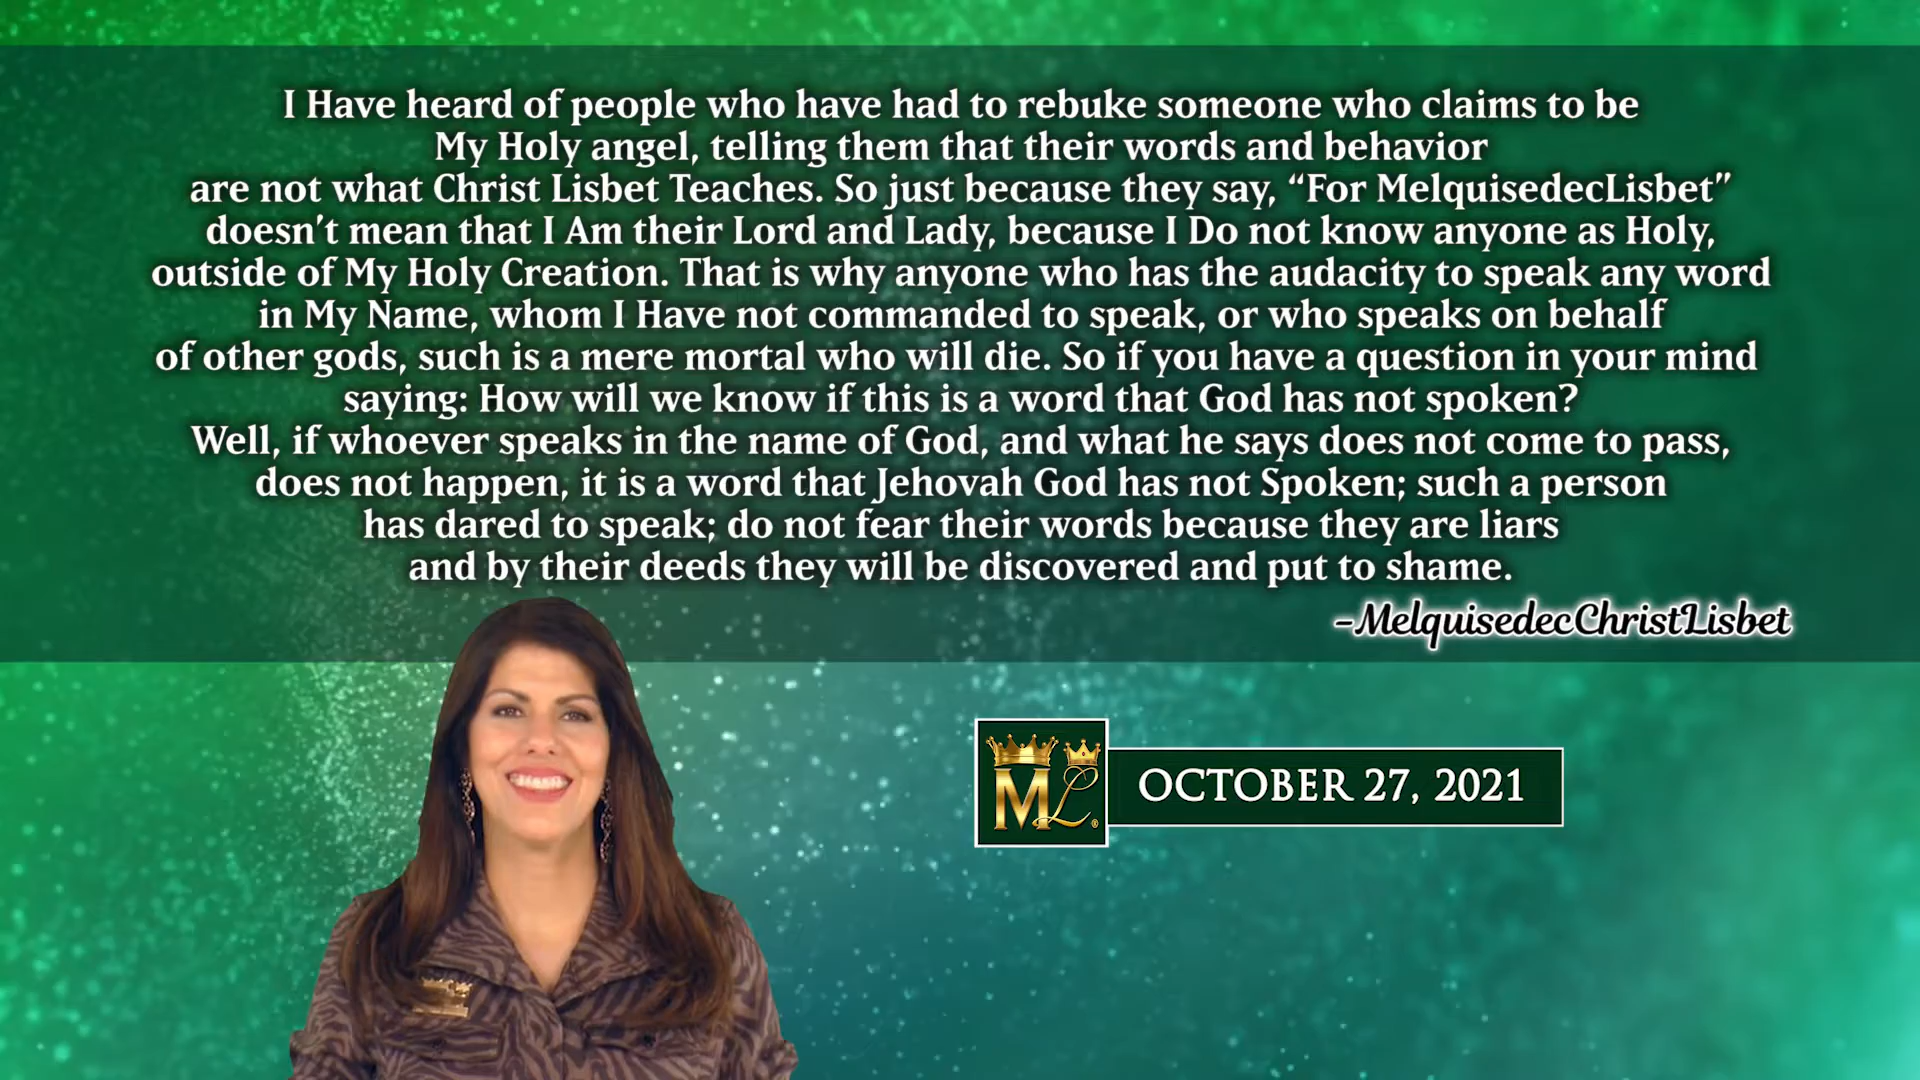 I Have heard of people who have had to rebuke someone who claims to be
My Holy angel, telling them that their words and behavior
are not what Christ Lisbet Teaches. So just because they say, “For MelquisedecLisbet”
doesn't mean that I Am their Lord and Lady, because I Do not know anyone as Holy,
outside of My Holy Creation. That is why anyone who has the audacity to speak any word
in My Name, whom I Have not commanded to speak, or who speaks on behalf
of other gods, such is a mere mortal who will die. So if you have a question in your mind
saying: How will we know if this is a word that God has not spoken?
Well, if whoever speaks in the name of God, and what he says does not come to pass,
does not happen, it is a word that Jehovah God has not Spoken; such a person
has dared to speak; do not fear their words because they are liars
and by their deeds they will be discovered and put to shame.
-MelquisedecChristLisbet
ML®
OCTOBER 27, 2021